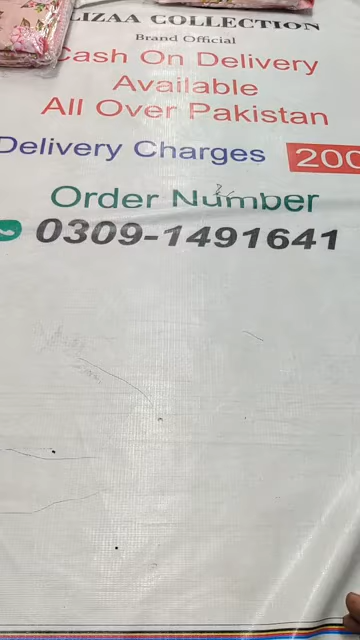 LIZAA COLLECTION
Brand Official
Cash On Delivery
Available
All Over Pakistan
Delivery Charges 200
Order Number
0309-1491641